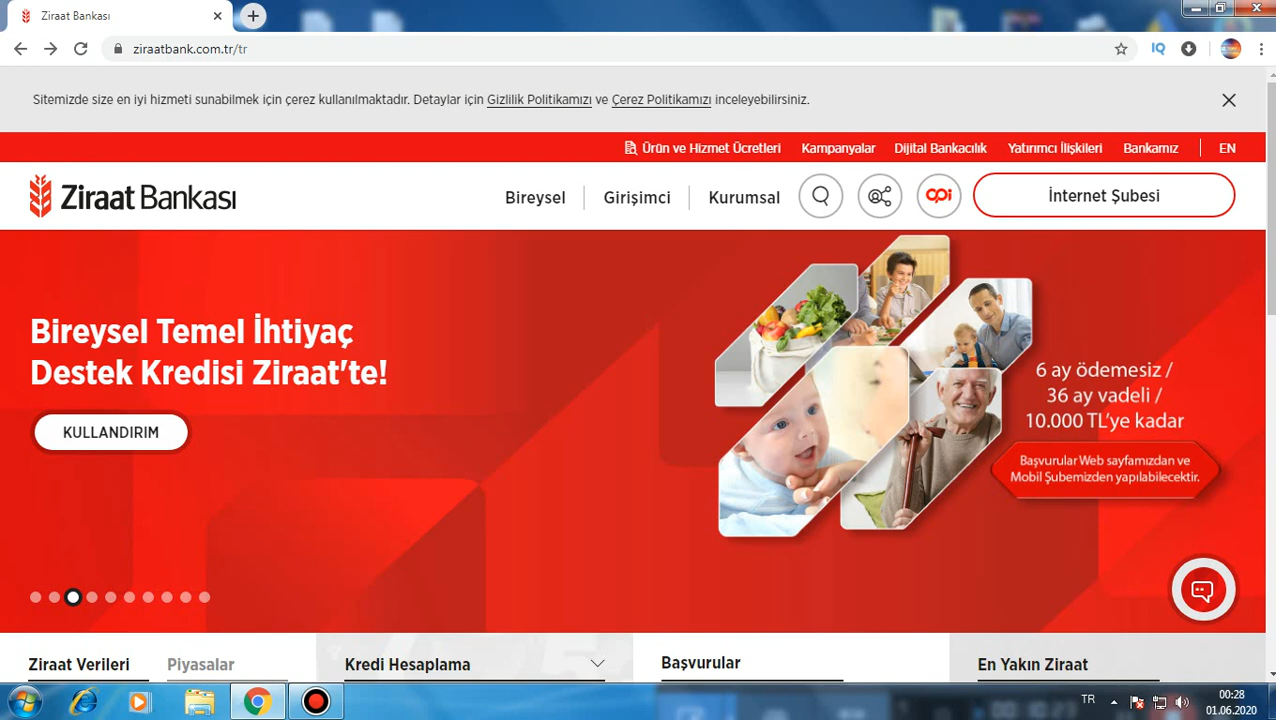 Ziraat Bankası
ziraatbank.com.tr/tr
IQ
Sitemizde size en iyi hizmeti sunabilmek için çerez kullanılmaktadır. Detaylar için Gizlilik Politikamızı ve Çerez Politikamızı inceleyebilirsiniz.
Ürün ve Hizmet Ücretleri Kampanyalar Dijital Bankacılık Yatırımcı İlişkileri Bankamız EN
Ziraat Bankası Bireysel Girişimci Kurumsal api İnternet Şubesi
Bireysel Temel İhtiyaç
Destek Kredisi Ziraat'te!
KULLANDIRIM
6 ay ödemesiz /
36 ay vadeli /
10.000 TL'ye kadar
Başvurular Web sayfamızdan ve
Mobil Şubemizden yapılabilecektir.
Ziraat Verileri Piyasalar Kredi Hesaplama Başvurular En Yakın Ziraat
TR 00:28
01.06.2020